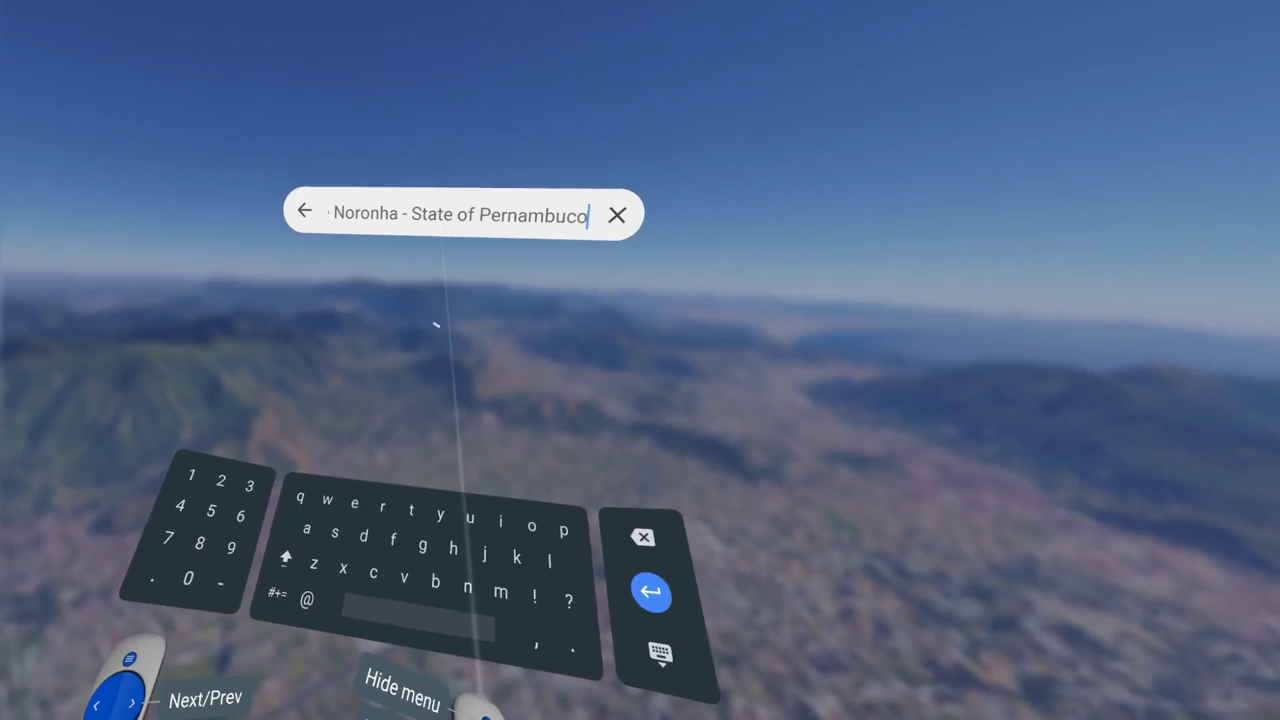 Noronha - State of Pernambuco
1 2 3
4 5 6
7 8 9
. 0 -
q w e r t y u i o p
a s d f g h j k l
z x c v b n m ! ?
#+= @ , .
Next/Prev
Hide menu